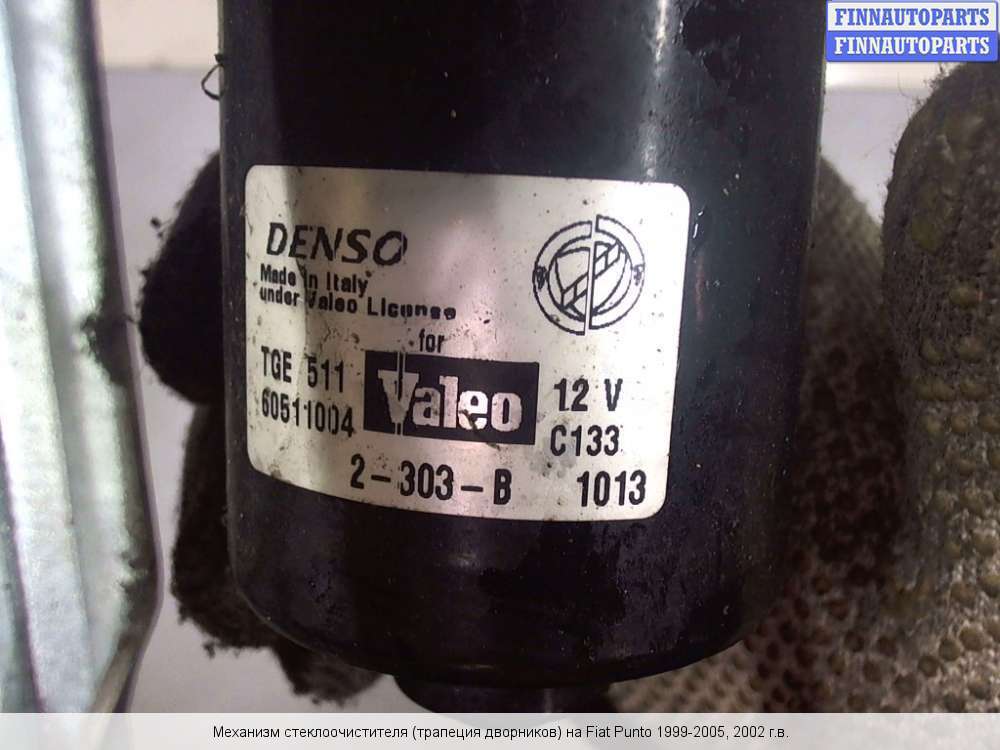 FINNAUTOPARTS
FINNAUTOPARTS
DENSO
Made in Italy
under Valeo License
for
TGE 511 Valeo 12 V
60511004 C133
2-303-B 1013
Механизм стеклоочистителя (трапеция дворников) на Fiat Punto 1999-2005, 2002 г.в.